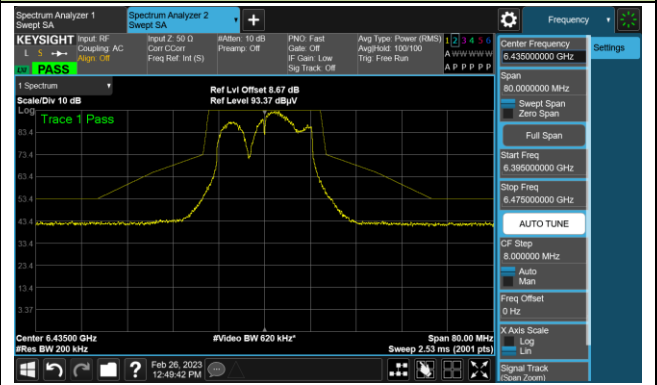 Spectrum Analyzer 1
Swept SA
Spectrum Analyzer 2
Swept SA
Frequency
KEYSIGHT
L S
PASS
Input: RF
Coupling: AC
Align: Off
Input Z: 50 Ω
Corr CCorr
Freq Ref: Int (S)
#Atten: 10 dB
Preamp: Off
PNO: Fast
Gate: Off
IF Gain: Low
Sig Track: Off
Avg Type: Power (RMS)
Avg|Hold: 100/100
Trig: Free Run
1 2 3 4 5 6
A W W W W W
A P P P P P
1 Spectrum
Scale/Div 10 dB
Ref Lvl Offset 8.67 dB
Ref Level 93.37 dBµV
Log
Trace 1 Pass
83.4
73.4
63.4
53.4
43.4
33.4
23.4
13.4
3.37
Center 6.43500 GHz
#Res BW 200 kHz
#Video BW 620 kHz*
Span 80.00 MHz
Sweep 2.53 ms (2001 pts)
Feb 26, 2023
12:49:42 PM
Center Frequency
6.435000000 GHz
Settings
Span
80.0000000 MHz
Swept Span
Zero Span
Full Span
Start Freq
6.395000000 GHz
Stop Freq
6.475000000 GHz
AUTO TUNE
CF Step
8.000000 MHz
Auto
Man
Freq Offset
0 Hz
X Axis Scale
Log
Lin
Signal Track
(Span Zoom)